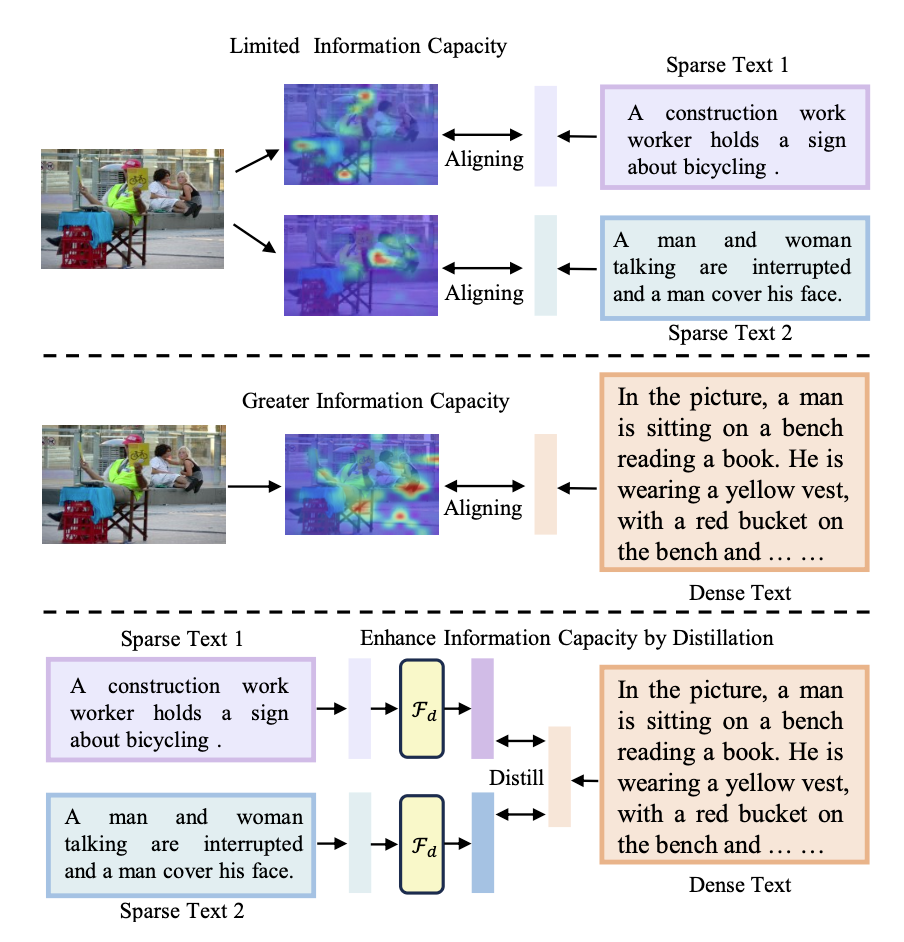 Limited Information Capacity
Sparse Text 1
A construction work
worker holds a sign
about bicycling .
Aligning
A man and woman
talking are interrupted
and a man cover his face.
Aligning
Sparse Text 2
Greater Information Capacity
In the picture, a man
is sitting on a bench
reading a book. He is
wearing a yellow vest,
with a red bucket on
the bench and … …
Aligning
Dense Text
Sparse Text 1
Enhance Information Capacity by Distillation
A construction work
worker holds a sign
about bicycling .
ℱd
In the picture, a man
is sitting on a bench
reading a book. He is
wearing a yellow vest,
with a red bucket on
the bench and … …
Distill
A man and woman
talking are interrupted
and a man cover his face.
ℱd
Dense Text
Sparse Text 2